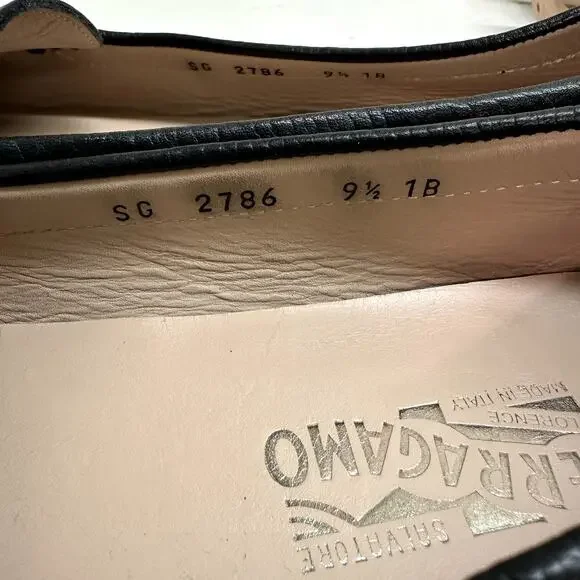 SG 2786 9½ 1B
SG 2786 9½ 1B
SALVATORE
FERRAGAMO
FLORENCE
MADE IN ITALY